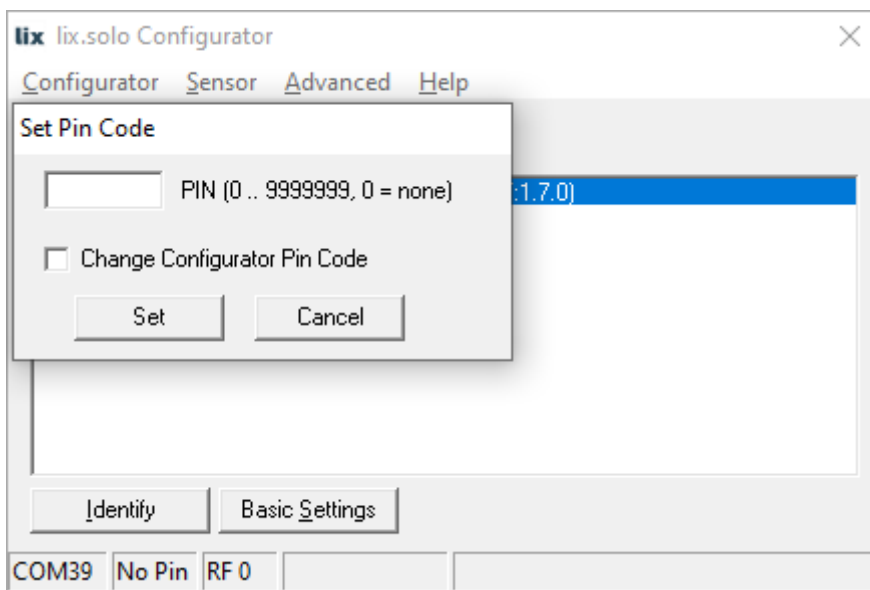 lix lix.solo Configurator
Configurator Sensor Advanced Help
Set Pin Code
PIN (0 .. 9999999, 0 = none)
:1.7.0)
Change Configurator Pin Code
Set Cancel
Identify Basic Settings
COM39 No Pin RF 0